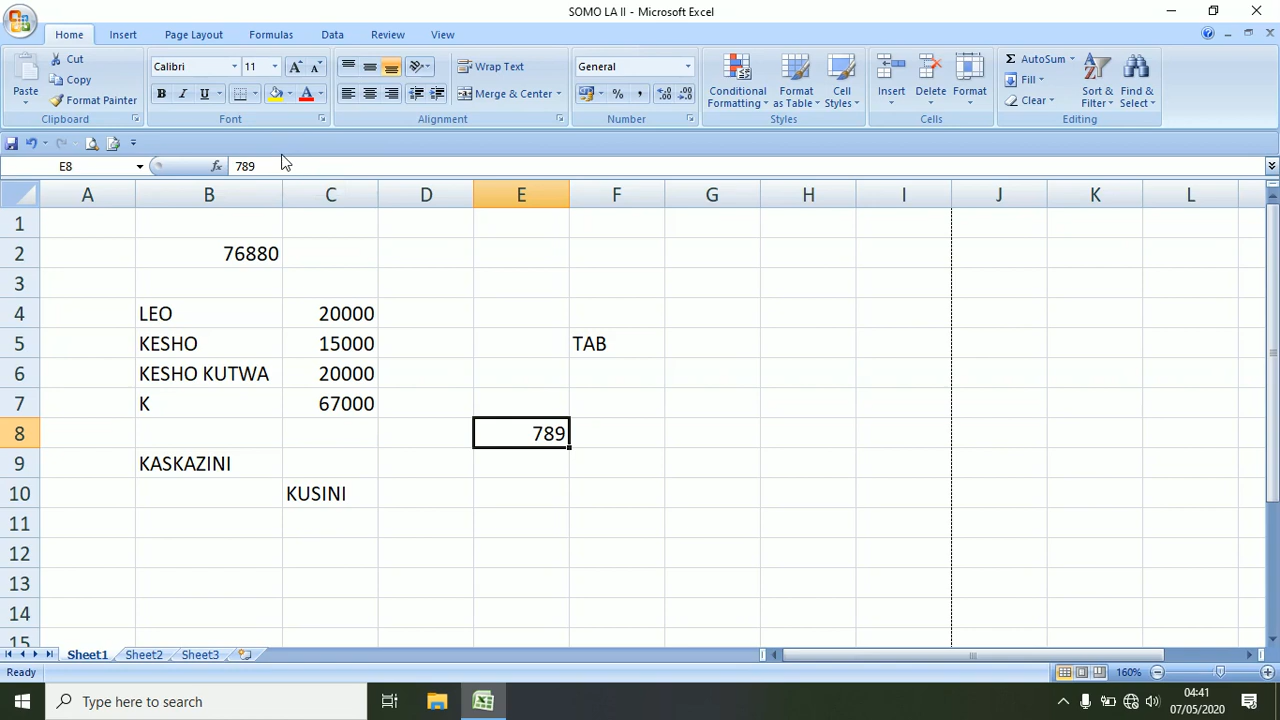 SOMO LA II - Microsoft Excel
Home Insert Page Layout Formulas Data Review View
Paste Cut Calibri 11 Wrap Text General Conditional Formatting Format as Table Cell Styles Insert Delete Format AutoSum Sort & Filter Find & Select
Copy Fill
Format Painter B I U A Merge & Center % , Clear
Clipboard Font Alignment Number Styles Cells Editing
E8 fx 789
A B C D E F G H I J K L
1
2 76880
3
4 LEO 20000
5 KESHO 15000 TAB
6 KESHO KUTWA 20000
7 K 67000
8 789
9 KASKAZINI
10 KUSINI
11
12
13
14
15
Sheet1 Sheet2 Sheet3
Ready 160%
Type here to search 04:41
07/05/2020